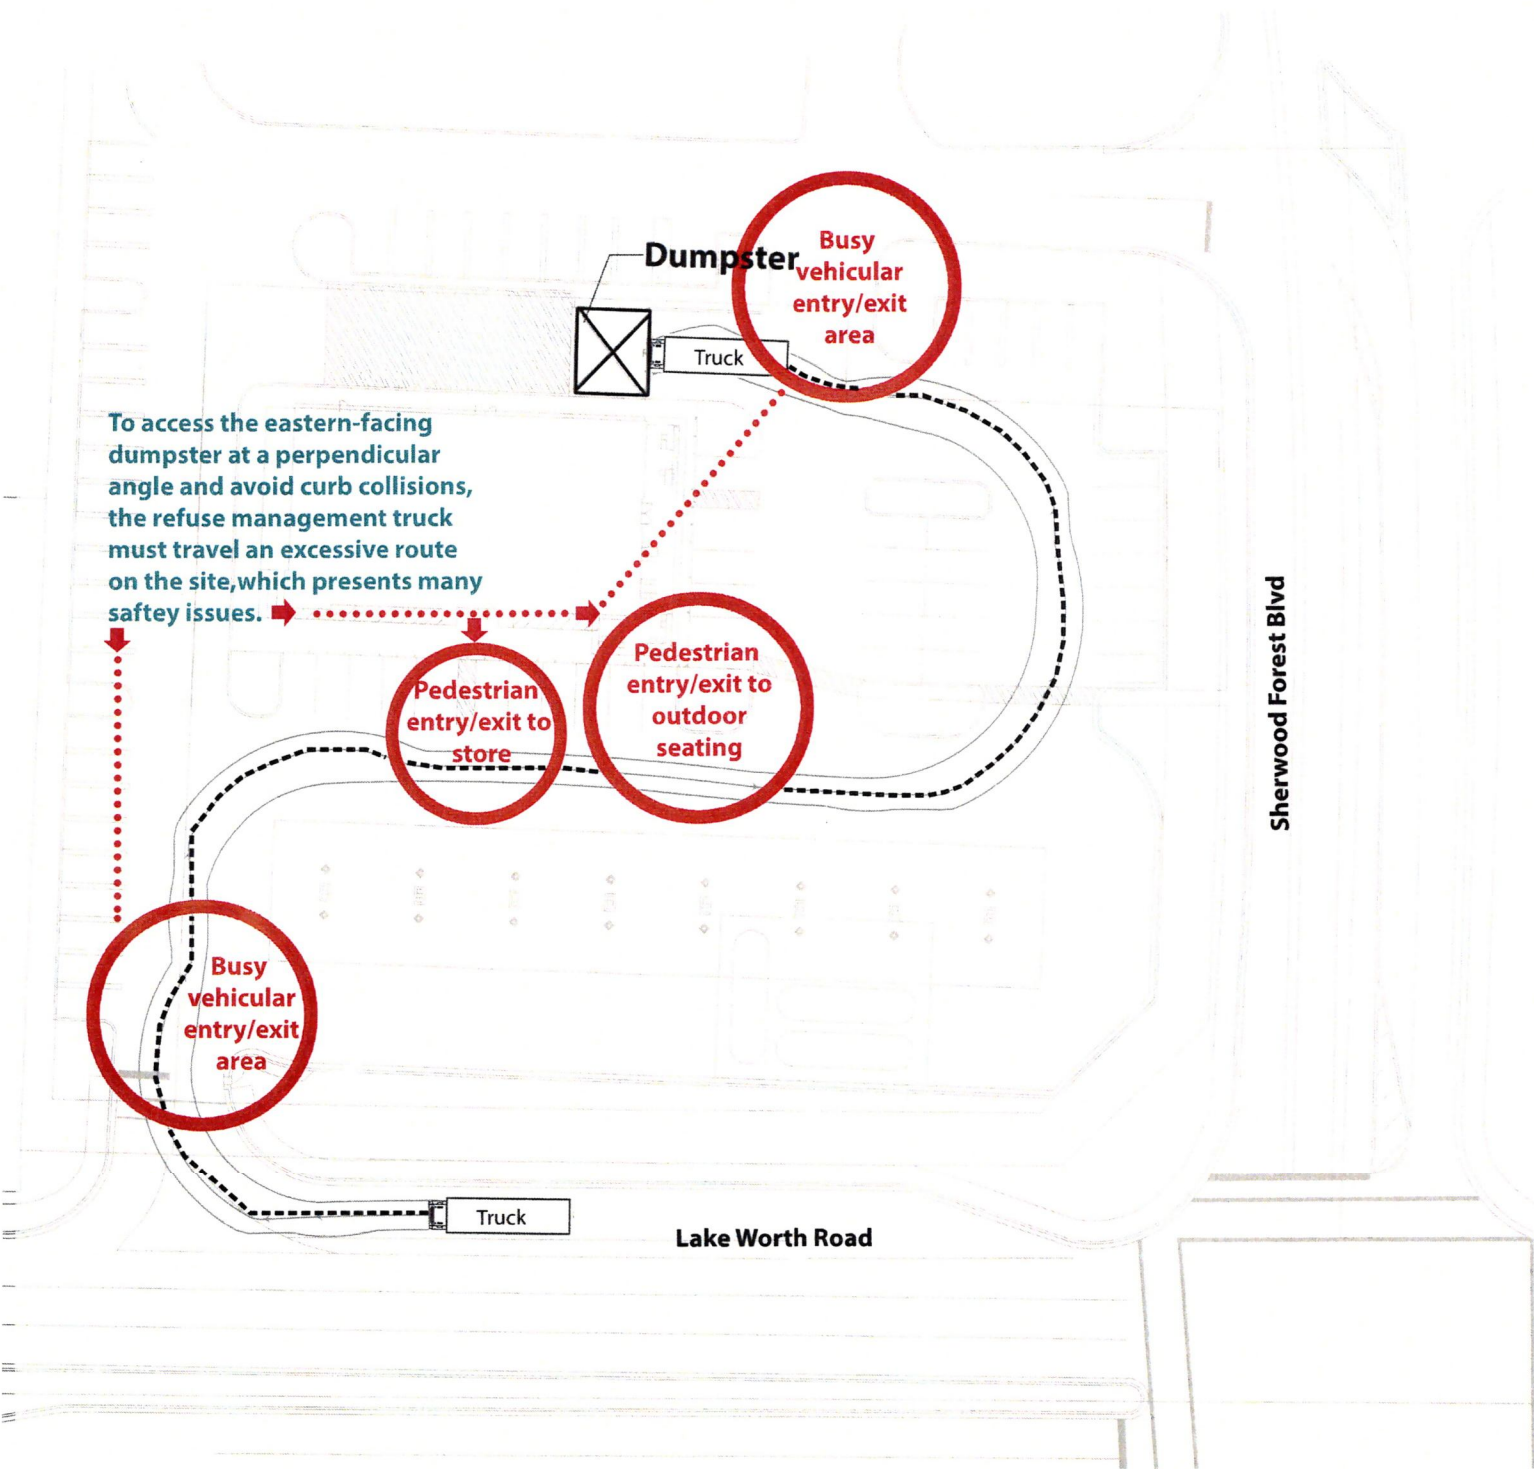 Dumpster
Busy
vehicular
entry/exit
area
Truck
To access the eastern-facing
dumpster at a perpendicular
angle and avoid curb collisions,
the refuse management truck
must travel an excessive route
on the site,which presents many
saftey issues.
Pedestrian
entry/exit to
store
Pedestrian
entry/exit to
outdoor
seating
Sherwood Forest Blvd
Busy
vehicular
entry/exit
area
Truck
Lake Worth Road